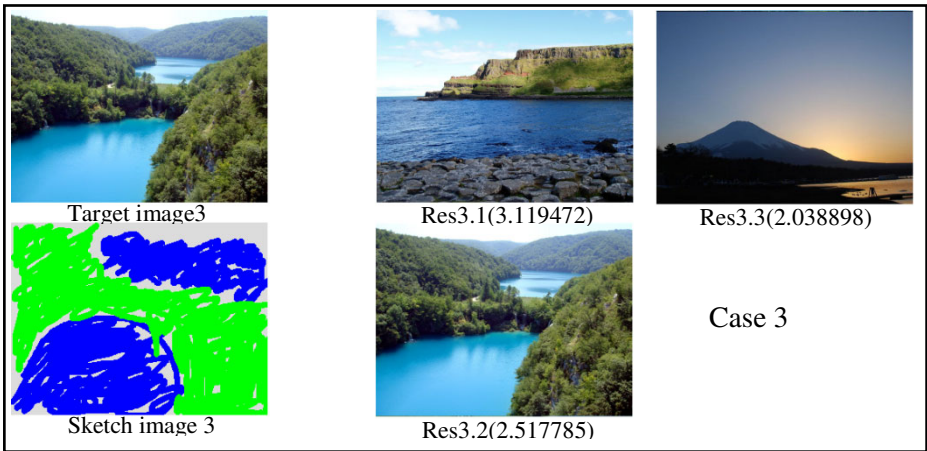 Target image3
Res3.1(3.119472)
Res3.3(2.038898)
Sketch image 3
Res3.2(2.517785)
Case 3